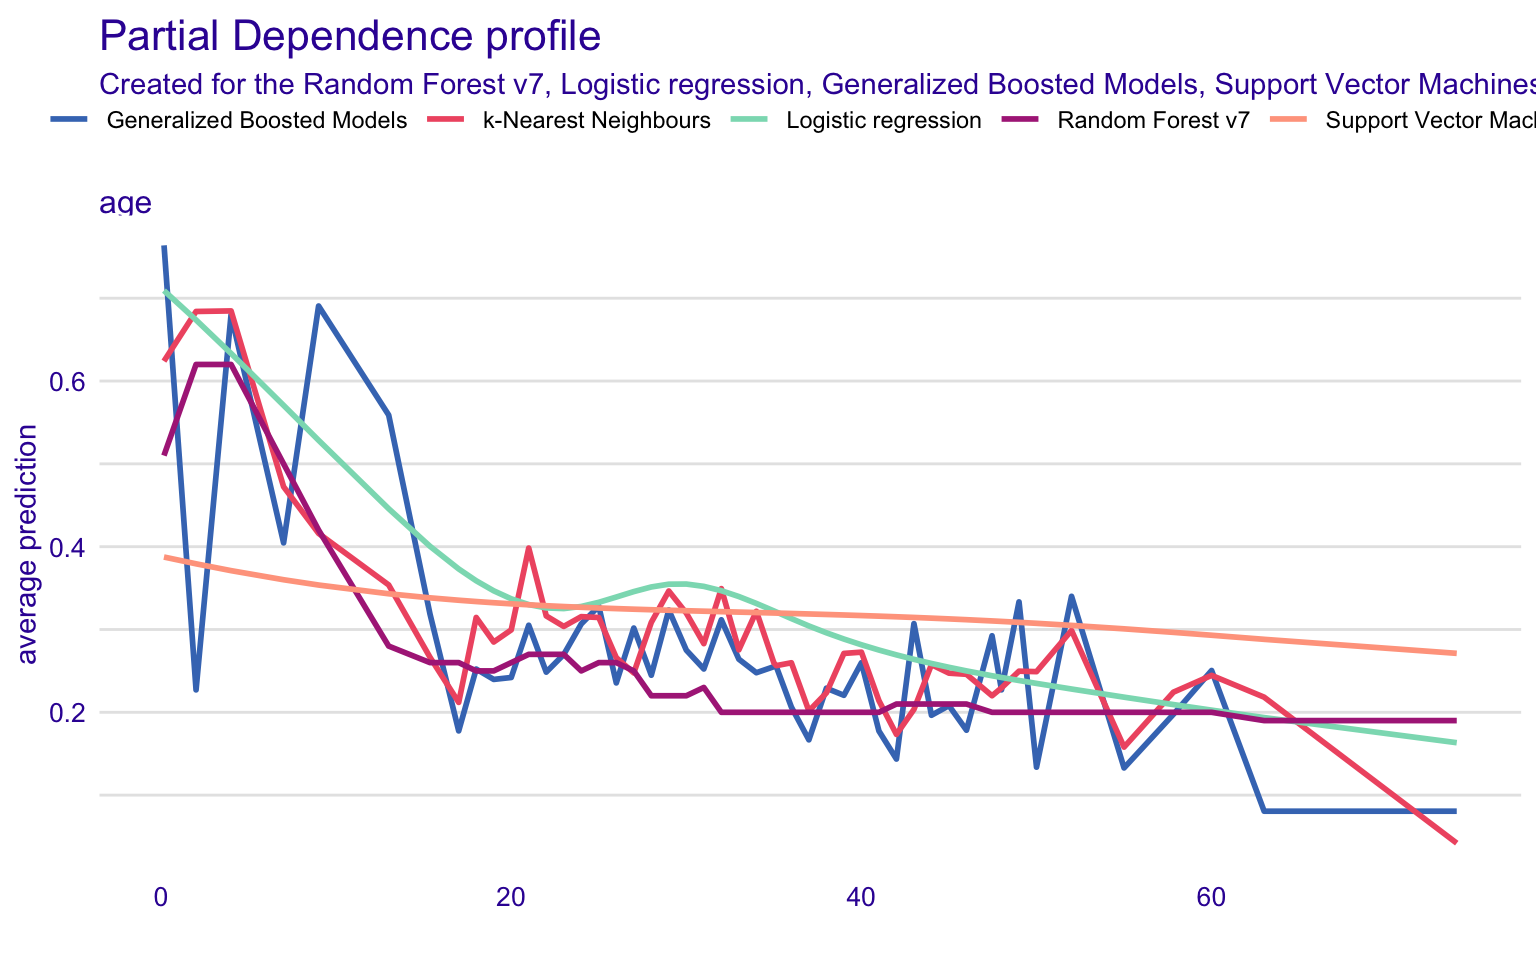 Partial Dependence profile
Created for the Random Forest v7, Logistic regression, Generalized Boosted Models, Support Vector Machines
Generalized Boosted Models k-Nearest Neighbours Logistic regression Random Forest v7 Support Vector
age
average prediction
0.6
0.4
0.2
0 20 40 60